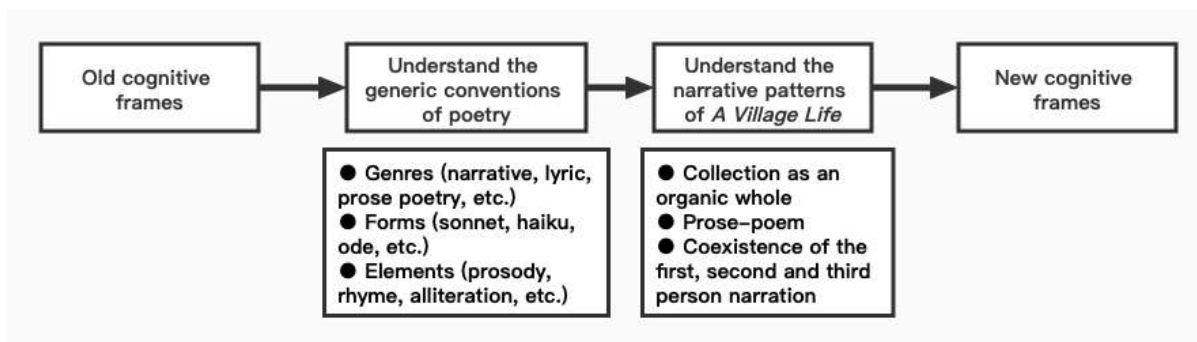 Old cognitive
frames
Understand the
generic conventions
of poetry
Understand the
narrative patterns
of A Village Life
New cognitive
frames
● Genres (narrative, lyric,
prose poetry, etc.)
● Forms (sonnet, haiku,
ode, etc.)
● Elements (prosody,
rhyme, alliteration, etc.)
● Collection as an
organic whole
● Prose–poem
● Coexistence of the
first, second and third
person narration